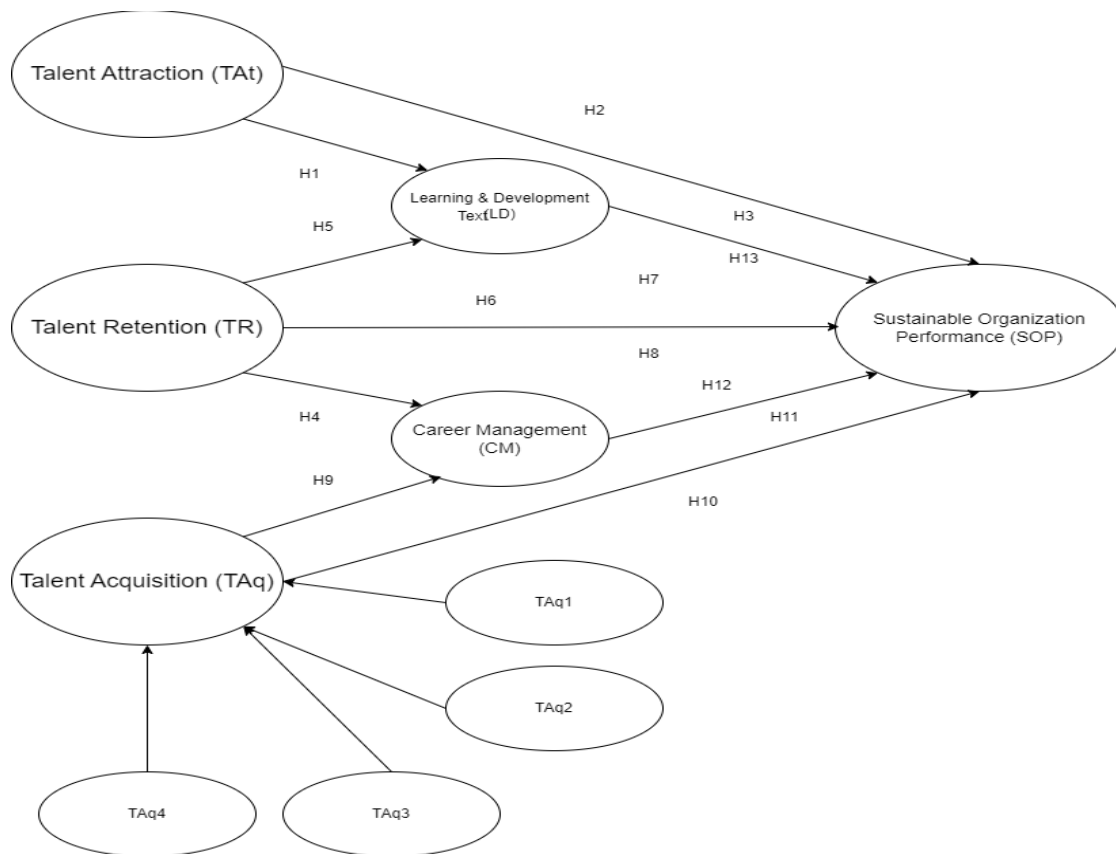 Talent Attraction (TAt)
H2
H1
Learning & Development
Text(LD)
H3
H5
H13
H7
H6
Talent Retention (TR)
Sustainable Organization
Performance (SOP)
H8
H12
H4
H11
Career Management
(CM)
H9
H10
Talent Acquisition (TAq)
TAq1
TAq2
TAq4
TAq3